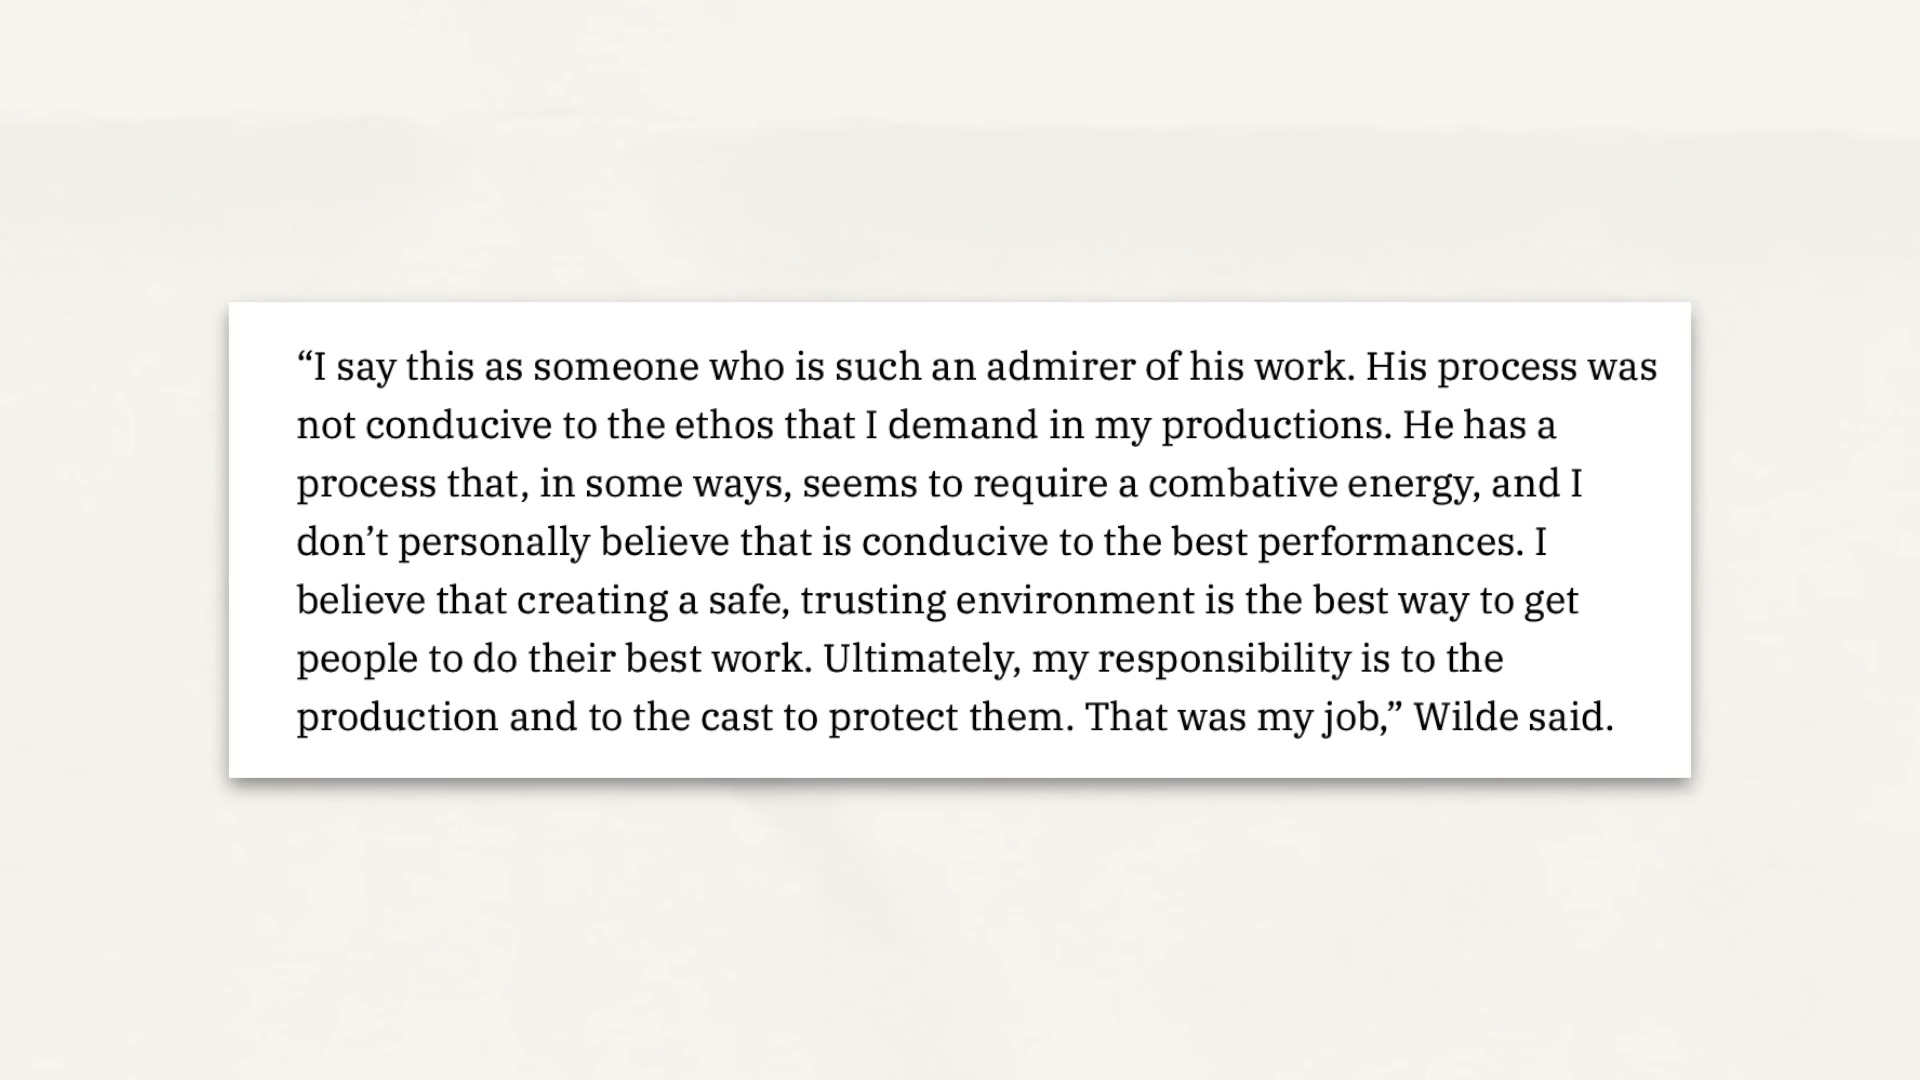 “I say this as someone who is such an admirer of his work. His process was
not conducive to the ethos that I demand in my productions. He has a
process that, in some ways, seems to require a combative energy, and I
don’t personally believe that is conducive to the best performances. I
believe that creating a safe, trusting environment is the best way to get
people to do their best work. Ultimately, my responsibility is to the
production and to the cast to protect them. That was my job,” Wilde said.